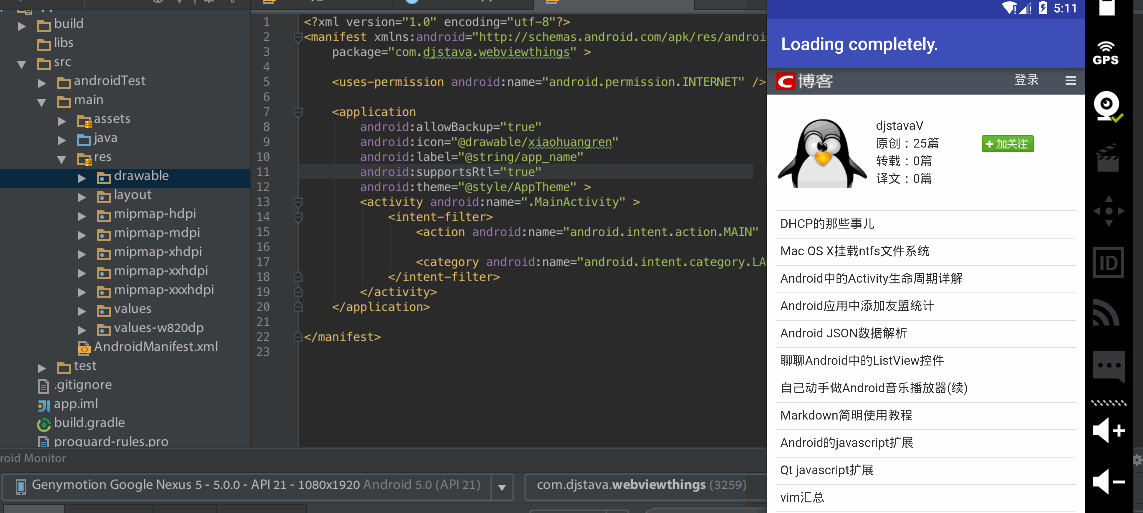 build
libs
src
androidTest
main
assets
java
res
drawable
layout
mipmap-hdpi
mipmap-mdpi
mipmap-xhdpi
mipmap-xxhdpi
mipmap-xxxhdpi
values
values-w820dp
AndroidManifest.xml
test
.gitignore
app.iml
build.gradle
proguard-rules.pro
1 <?xml version="1.0" encoding="utf-8"?>
2 <manifest xmlns:android="http://schemas.android.com/apk/res/androi
3 package="com.djstava.webviewthings" >
4
5 <uses-permission android:name="android.permission.INTERNET" />
6
7 <application
8 android:allowBackup="true"
9 android:icon="@drawable/xiaohuangren"
10 android:label="@string/app_name"
11 android:supportsRtl="true"
12 android:theme="@style/AppTheme" >
13 <activity android:name=".MainActivity" >
14 <intent-filter>
15 <action android:name="android.intent.action.MAIN"
16
17 <category android:name="android.intent.category.LA
18 </intent-filter>
19 </activity>
20 </application>
21
22 </manifest>
23
roid Monitor
Genymotion Google Nexus 5 - 5.0.0 - API 21 - 1080x1920 Android 5.0 (API 21)
com.djstava.webviewthings (3259)
5:11
Loading completely.
C 博客
登录
djstavaV
原创：25篇
转载：0篇
译文：0篇
+ 加关注
DHCP的那些事儿
Mac OS X挂载ntfs文件系统
Android中的Activity生命周期详解
Android应用中添加友盟统计
Android JSON数据解析
聊聊Android中的ListView控件
自己动手做Android音乐播放器(续)
Markdown简明使用教程
Android的javascript扩展
Qt javascript扩展
vim汇总
GPS
ID